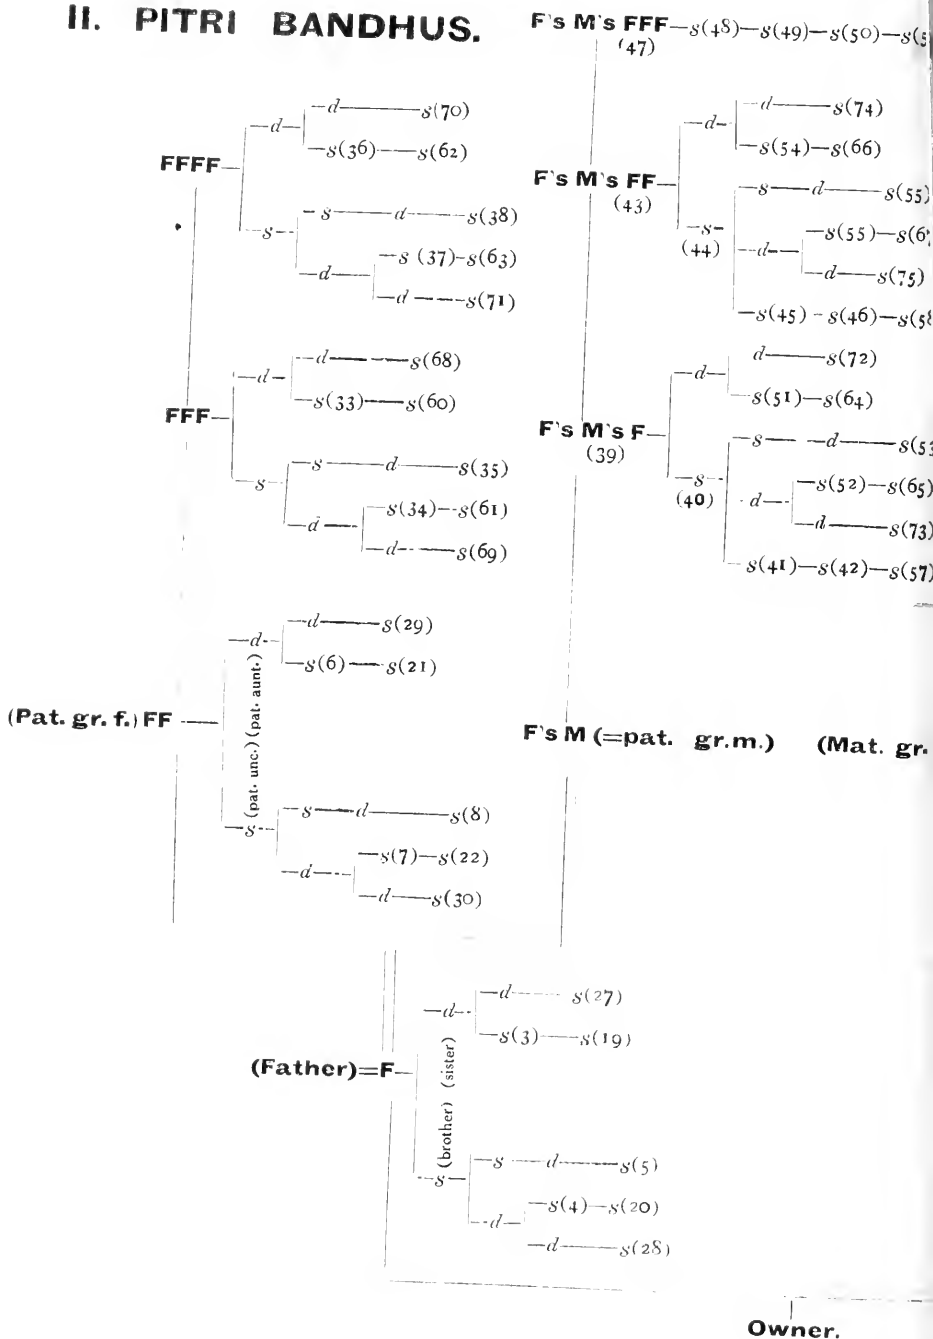 II. PITRI BANDHUS.
F's M's FFF—s(48)—s(49)—s(50)—s(5
(47)
—d—s(70)
—d—
—s(36)—s(62)
FFFF—
—s—d—s(38)
—s—
—s(37)-s(63)
—d—
—d—s(71)
—d—s(74)
—d-
—s(54)—s(66)
F's M's FF—
(43)
—s—d—s(55)
—s-
(44)
—s(55)—s(6
—d—
—d—s(75)
—s(45) - s(46)—s(58
—d—s(68)
—d—
—s(33)—s(60)
FFF—
—s—d—s(35)
—s
—s(34)—s(61)
—d—
—d—s(69)
d—s(72)
—d—
—s(51)—s(64)
F's M's F—
(39)
—s— —d—s(53
—s-
(40)
—s(52)—s(65)
-d—
—d—s(73)
- s(41)—s(42)—s(57)
—d—s(29)
—d-
—s(6)—s(21)
(pat. unc.) (pat. aunt.)
(Pat. gr. f.) FF —
—s—d—s(8)
—s-
—s(7)—s(22)
—d—
—d—s(30)
F's M (=pat. gr.m.) (Mat. gr.
—d— s(27)
—d-
—s(3)—s(19)
(brother) (sister)
(Father)=F—
—s —d—s(5)
-s—
—s(4)—s(20)
-d—
—d—s(28)
Owner.